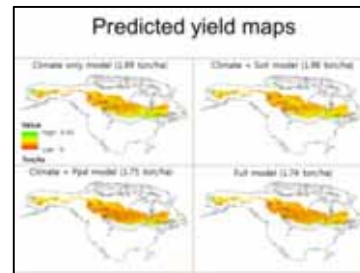 Predicted yield maps
Climate only model (1.89 ton/ha)
Climate + Soil model (1.86 ton/ha)
Value
Climate + Ppd model (1.75 ton/ha)
Full model (1.74 ton/ha)